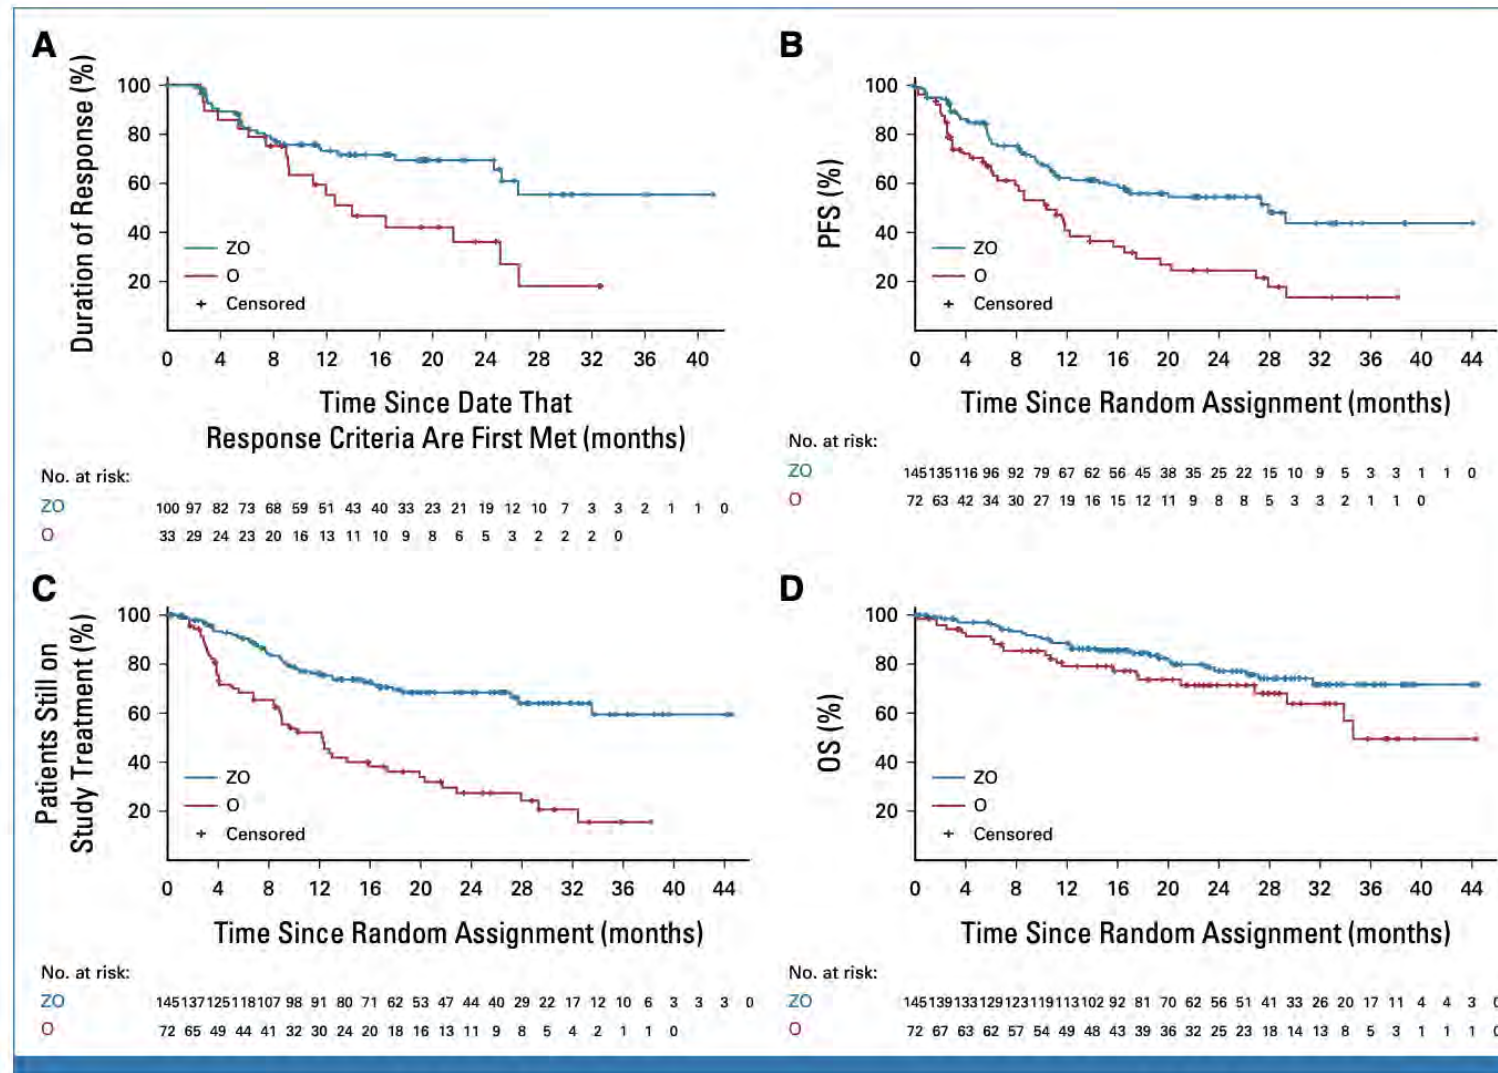 A
Duration of Response (%)
100
80
60
40
20
ZO
O
Censored
0 4 8 12 16 20 24 28 32 36 40
Time Since Date That
Response Criteria Are First Met (months)
No. at risk:
ZO 100 97 82 73 68 59 51 43 40 33 23 21 19 12 10 7 3 3 2 1 1 0
O 33 29 24 23 20 16 13 11 10 9 8 6 5 3 2 2 2 0
B
PFS (%)
100
80
60
40
20
ZO
O
Censored
0 4 8 12 16 20 24 28 32 36 40 44
Time Since Random Assignment (months)
No. at risk:
ZO 145 135 116 96 92 79 67 62 56 45 38 35 25 22 15 10 9 5 3 3 1 1 0
O 72 63 42 34 30 27 19 16 15 12 11 9 8 8 5 3 3 2 1 1 0
C
Patients Still on
Study Treatment (%)
100
80
60
40
20
ZO
O
Censored
0 4 8 12 16 20 24 28 32 36 40 44
Time Since Random Assignment (months)
No. at risk:
ZO 145 137 125 118 107 98 91 80 71 62 53 47 44 40 29 22 17 12 10 6 3 3 3 0
O 72 65 49 44 41 32 30 24 20 18 16 13 11 9 8 5 4 2 1 1 0
D
OS (%)
100
80
60
40
20
ZO
O
Censored
0 4 8 12 16 20 24 28 32 36 40 44
Time Since Random Assignment (months)
No. at risk:
ZO 145 139 133 129 123 119 113 102 92 81 70 62 56 51 41 33 26 20 17 11 4 4 3 0
O 72 67 63 62 57 54 49 48 43 39 36 32 25 23 18 14 13 8 5 3 1 1 1 0